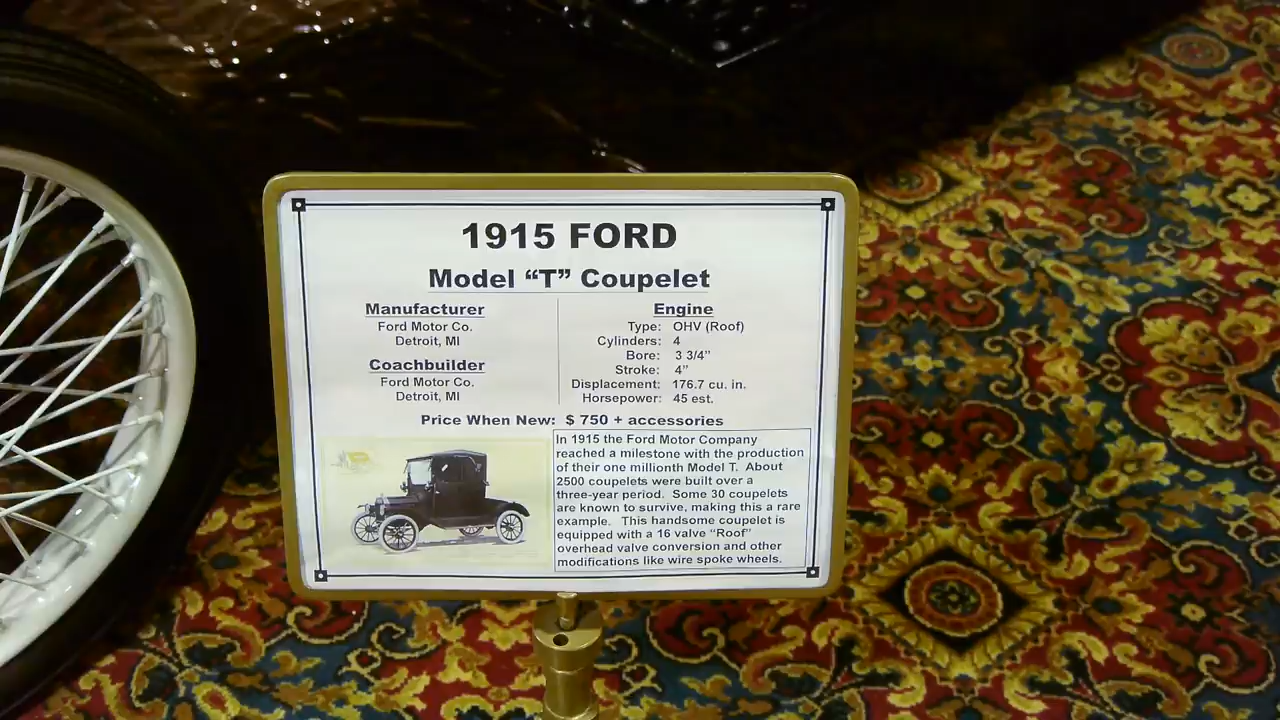 1915 FORD
Model “T” Coupelet
Manufacturer
Ford Motor Co.
Detroit, MI
Coachbuilder
Ford Motor Co.
Detroit, MI
Engine
Type: OHV (Roof)
Cylinders: 4
Bore: 3 3/4”
Stroke: 4”
Displacement: 176.7 cu. in.
Horsepower: 45 est.
Price When New: $ 750 + accessories
In 1915 the Ford Motor Company
reached a milestone with the production
of their one millionth Model T. About
2500 coupelets were built over a
three-year period. Some 30 coupelets
are known to survive, making this a rare
example. This handsome coupelet is
equipped with a 16 valve “Roof”
overhead valve conversion and other
modifications like wire spoke wheels.